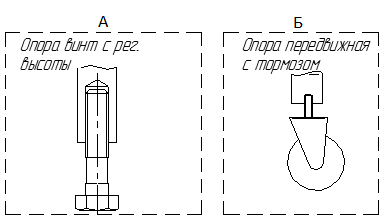 А
Опора винт с рег.
высоты
Б
Опора передвижная
с тормозом